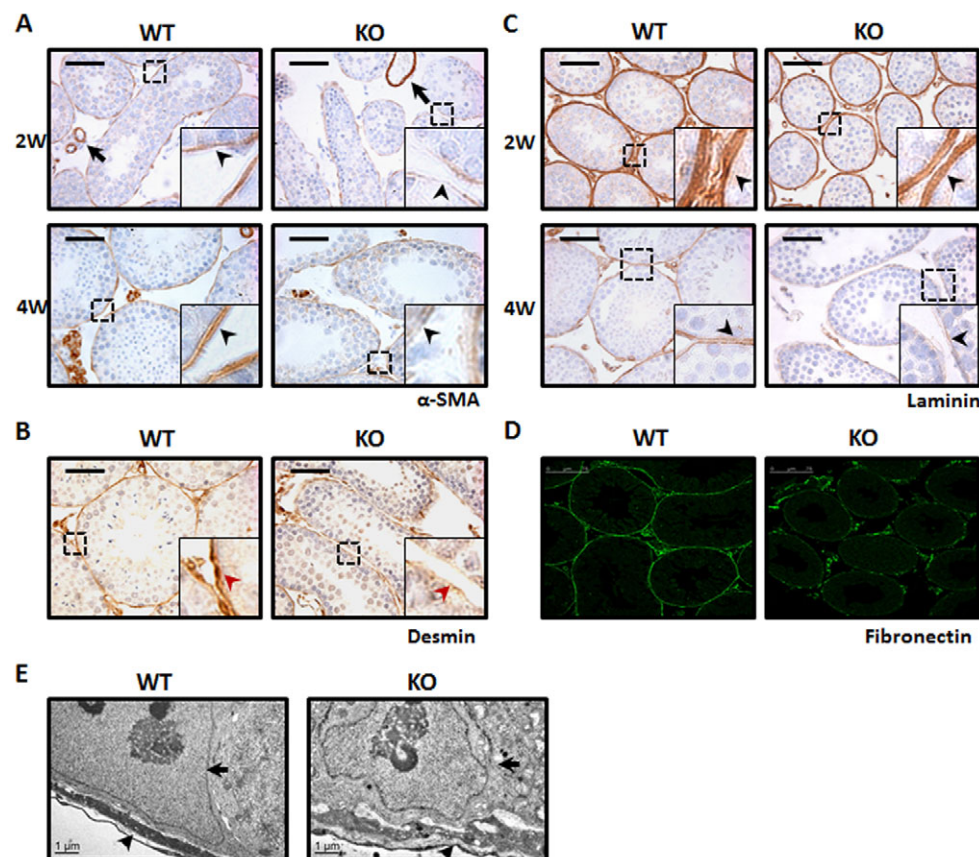 A
WT
KO
2W
4W
α-SMA
C
WT
KO
2W
4W
Laminin
B
WT
KO
Desmin
D
WT
KO
Fibronectin
E
WT
KO
1 µm
1 µm